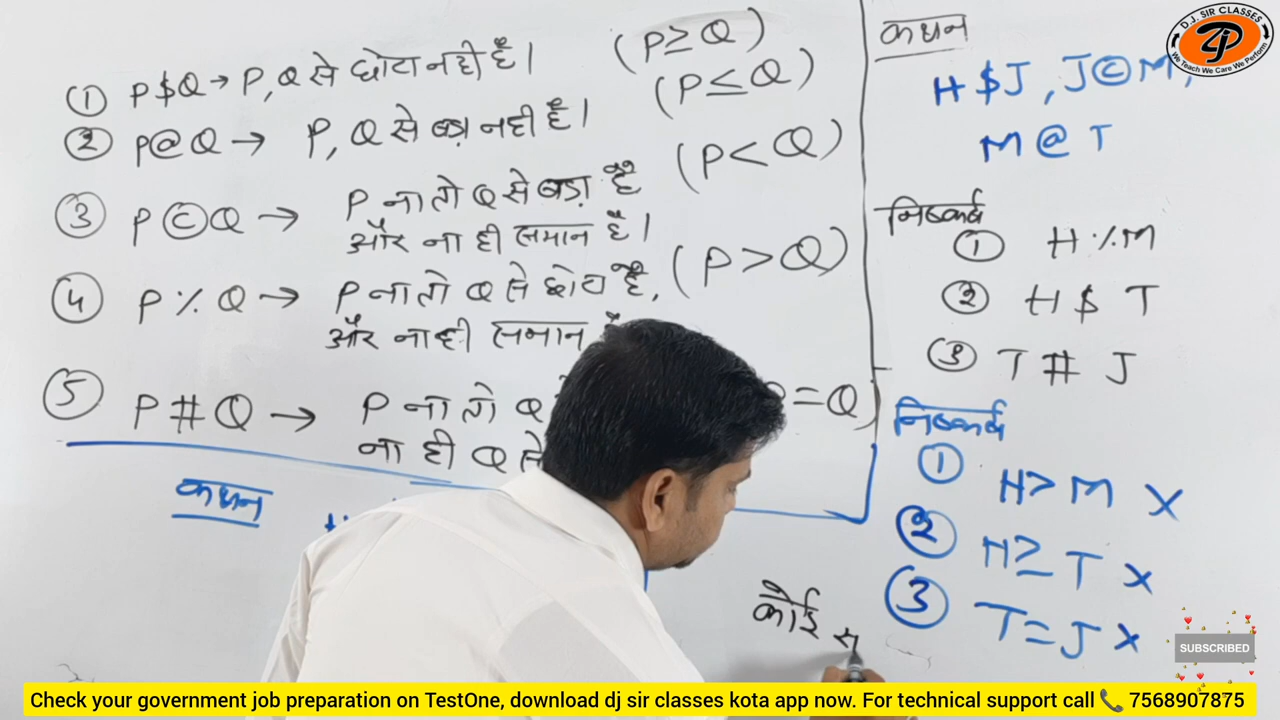 ① P$Q → P, Q से छोटा नही है। (P≥Q)
② P@Q → P, Q से बड़ा नही है। (P≤Q)
③ P©Q → P ना तो Q से बड़ा है (P<Q)
और ना ही समान है।
④ P%Q → P ना तो Q से छोटा है, (P>Q)
और ना ही समान
⑤ P#Q → P ना तो Q =Q
ना ही Q से
कथन
कथन
H$J, J©M,
M@T
निष्कर्ष
① H%M
② H$T
③ T#J
निष्कर्ष
① H>M X
② H≥T X
③ T=J X
कोई
D.J. SIR CLASSES
We Teach We Care We Perform
SUBSCRIBED
Check your government job preparation on TestOne, download dj sir classes kota app now. For technical support call 📞 7568907875